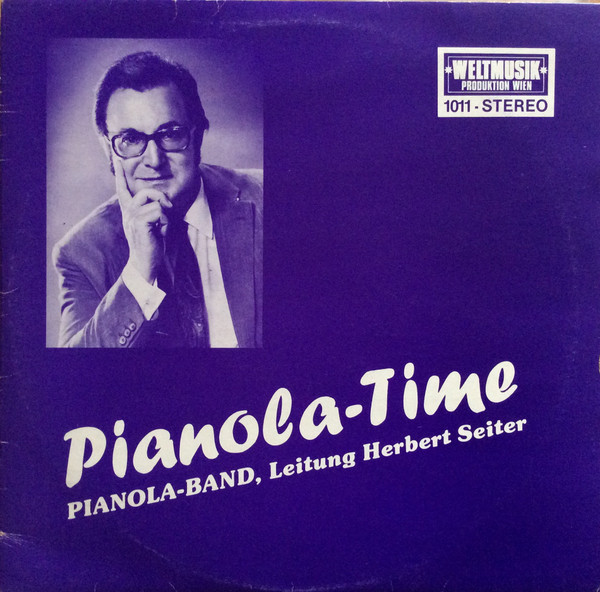 WELTMUSIK
PRODUKTION WIEN
1011 - STEREO
Pianola-Time
PIANOLA-BAND, Leitung Herbert Seiter